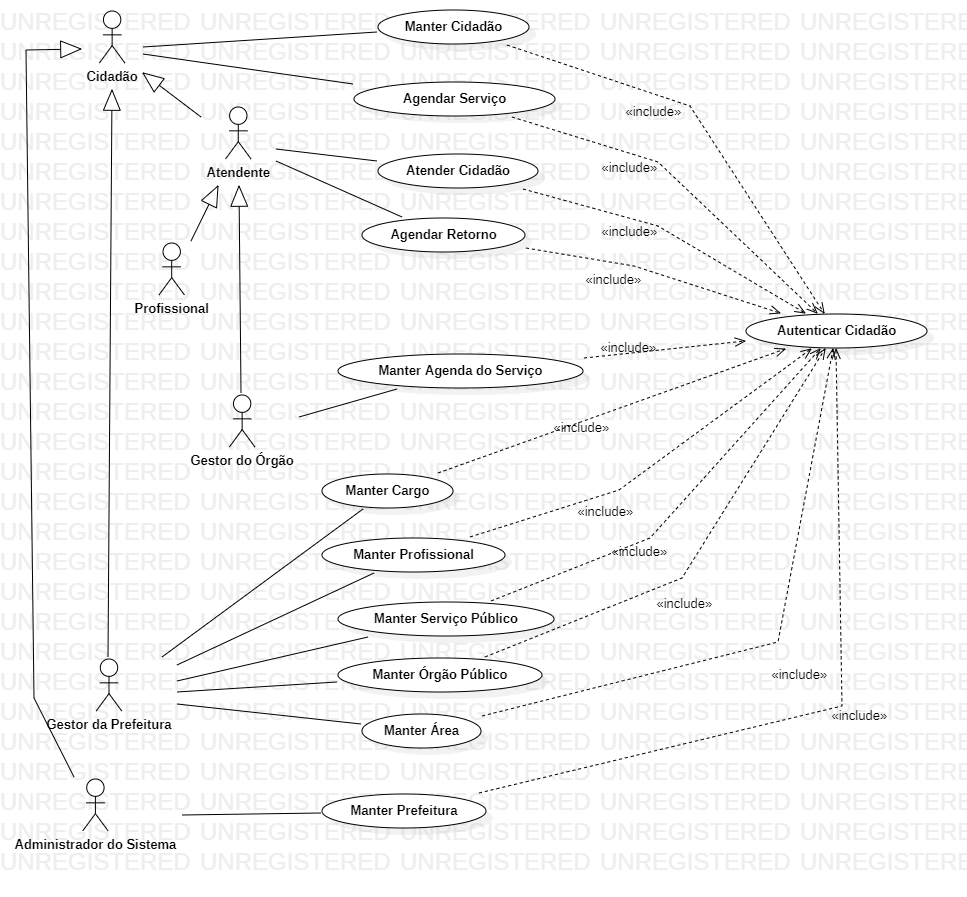 Manter Cidadão
Cidadão
Agendar Serviço
«include»
Atendente
Atender Cidadão
«include»
Agendar Retorno
«include»
«include»
Profissional
Autenticar Cidadão
«include»
Manter Agenda do Serviço
«include»
Gestor do Órgão
Manter Cargo
«include»
Manter Profissional
«include»
«include»
Manter Serviço Público
Manter Órgão Público
«include»
Gestor da Prefeitura
«include»
Manter Área
Manter Prefeitura
Administrador do Sistema
UNREGISTERED